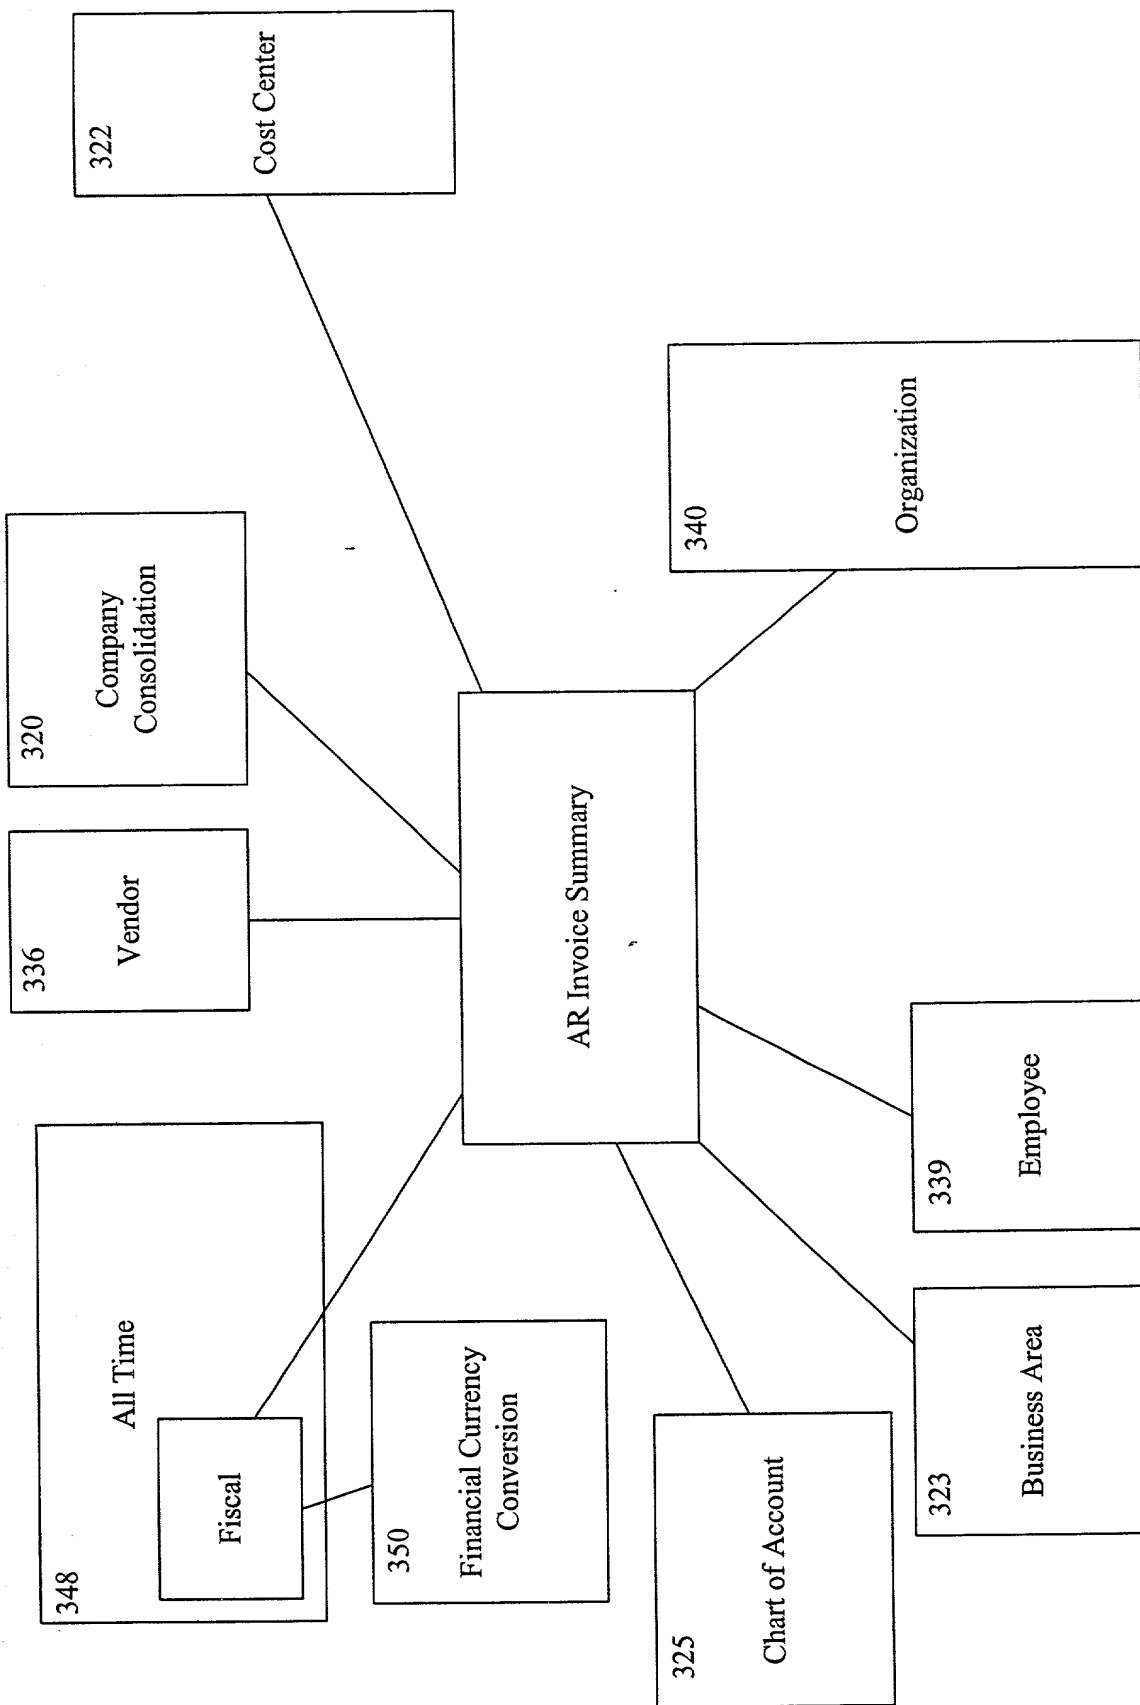 348
All Time
Fiscal
350
Financial Currency
Conversion
336
Vendor
320
Company
Consolidation
322
Cost Center
AR Invoice Summary
325
Chart of Account
323
Business Area
339
Employee
340
Organization